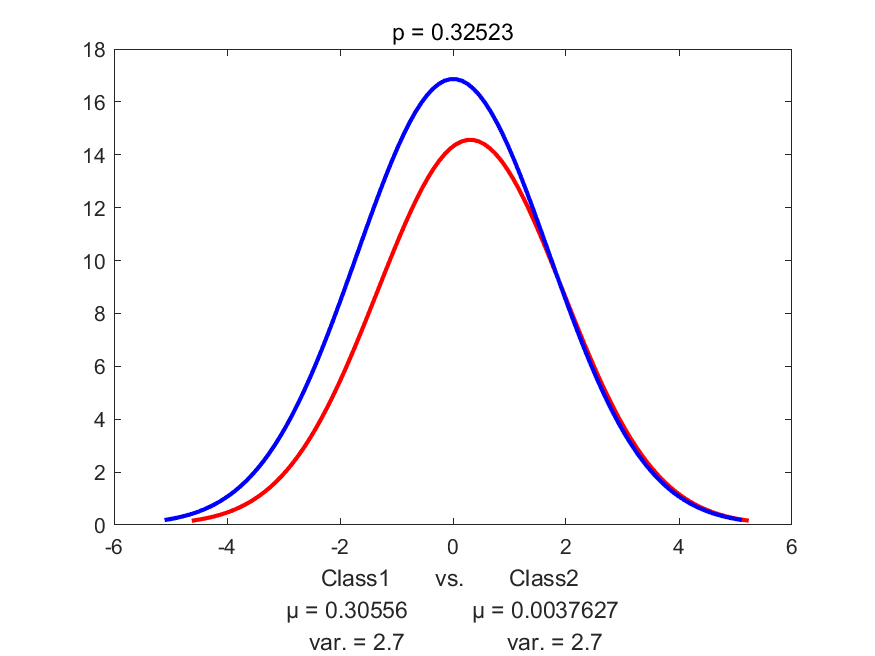 p = 0.32523
18
16
14
12
10
8
6
4
2
0
-6 -4 -2 0 2 4 6
Class1 vs. Class2
μ = 0.30556 μ = 0.0037627
var. = 2.7 var. = 2.7